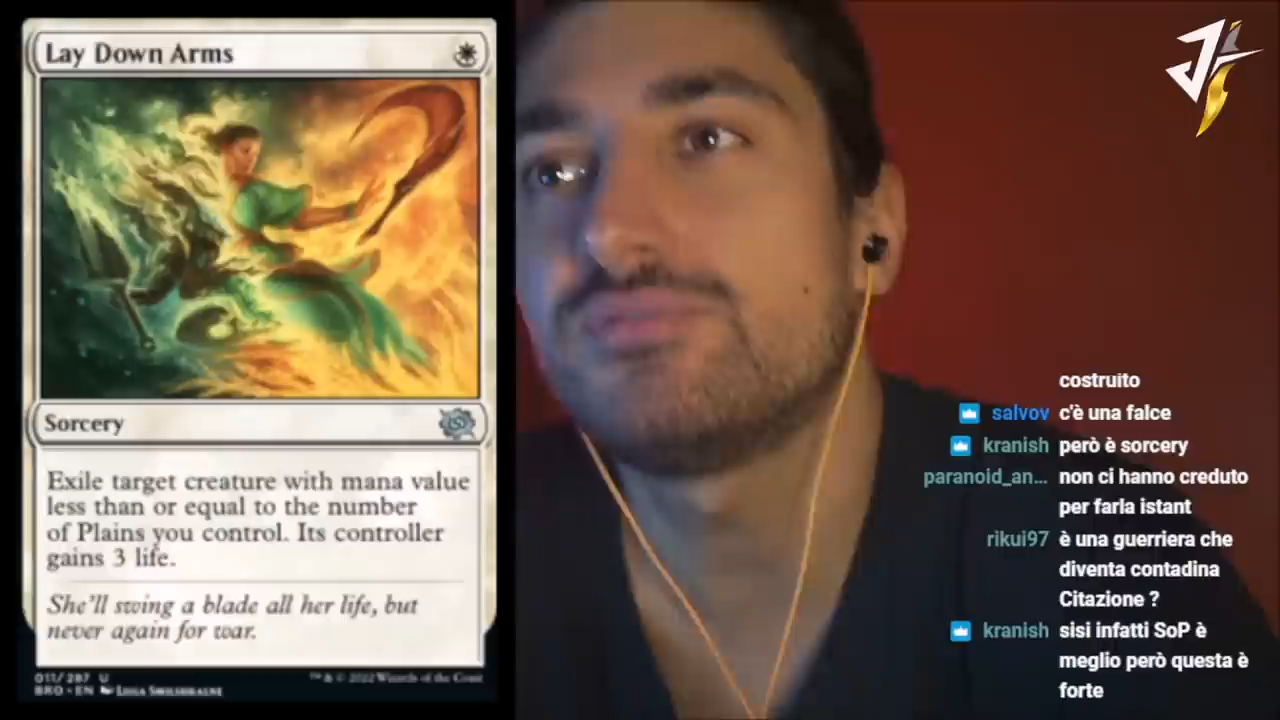 Lay Down Arms
Sorcery
Exile target creature with mana value
less than or equal to the number
of Plains you control. Its controller
gains 3 life.
She'll swing a blade all her life, but
never again for war.
011/287 U
BRO • EN
™ & © 2022 Wizards of the Coast
costruito
salvov c'è una falce
kranish però è sorcery
paranoid_an... non ci hanno creduto
per farla istant
rikui97 è una guerriera che
diventa contadina
Citazione ?
kranish sisi infatti SoP è
meglio però questa è
forte